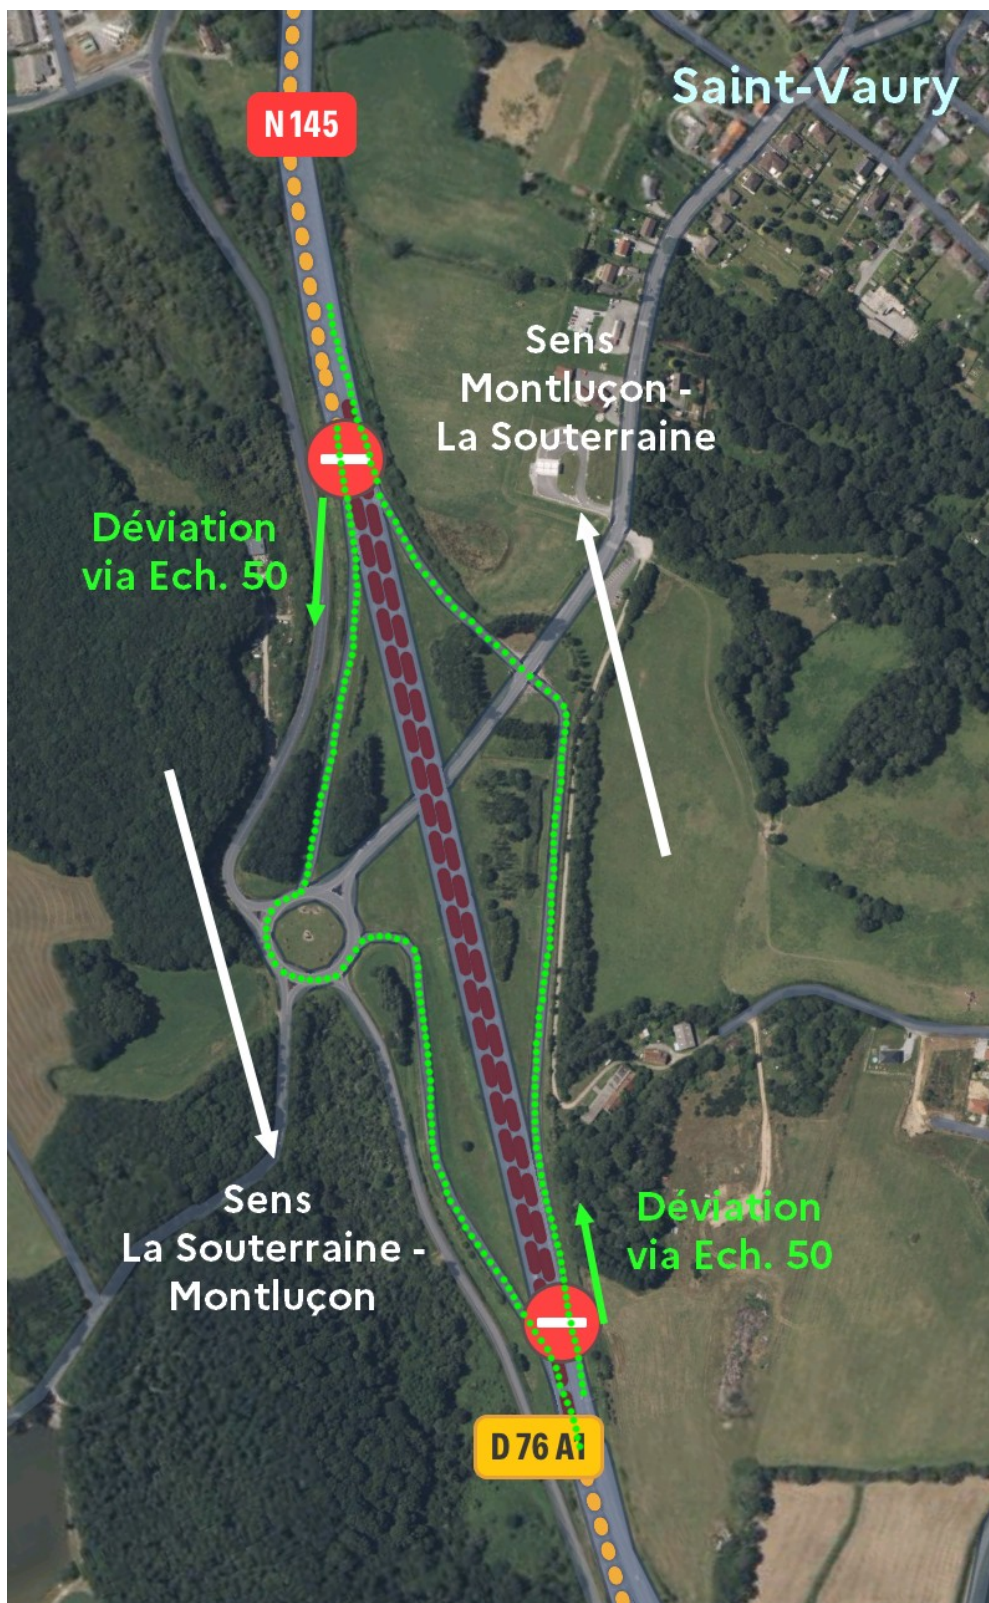 Saint-Vaury
N 145
Sens
Montluçon -
La Souterraine
Déviation
via Ech. 50
Déviation
via Ech. 50
Sens
La Souterraine -
Montluçon
D 76 A1